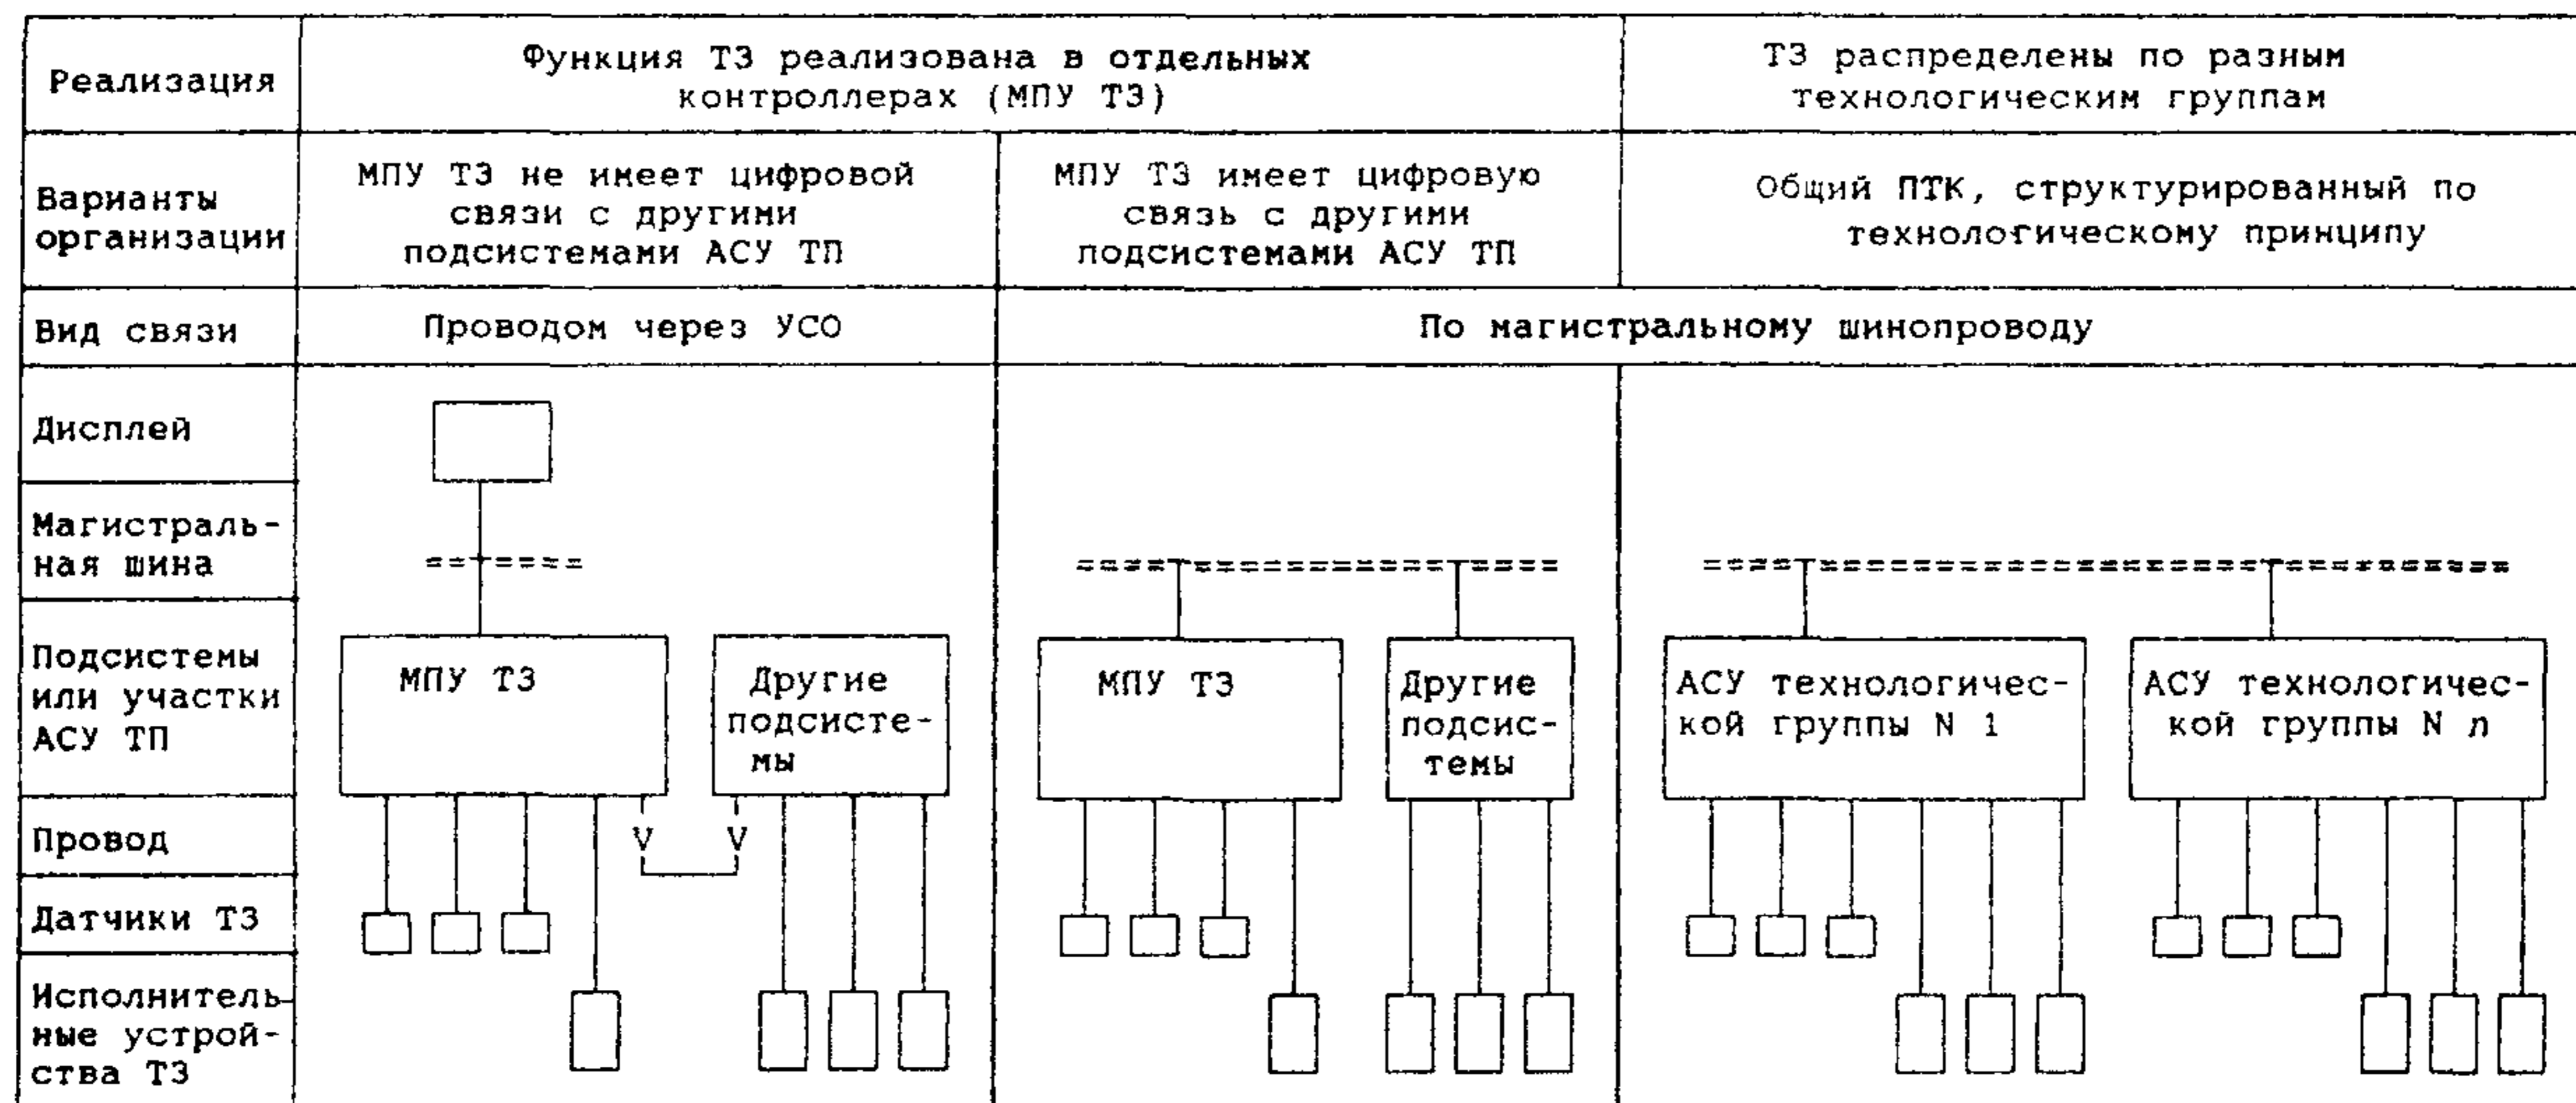 Реализация
Функция ТЗ реализована в отдельных
контроллерах (МПУ ТЗ)
ТЗ распределены по разным
технологическим группам
Варианты
организации
МПУ ТЗ не имеет цифровой
связи с другими
подсистемами АСУ ТП
МПУ ТЗ имеет цифровую
связь с другими
подсистемами АСУ ТП
Общий ПТК, структурированный по
технологическому принципу
Вид связи
Проводом через УСО
По магистральному шинопроводу
Дисплей
Магистраль-
ная шина
Подсистемы
или участки
АСУ ТП
МПУ ТЗ
Другие
подсисте-
мы
МПУ ТЗ
Другие
подсис-
темы
АСУ технологичес-
кой группы N 1
АСУ технологичес-
кой группы N n
Провод
V V
Датчики ТЗ
Исполнитель-
ные устрой-
ства ТЗ